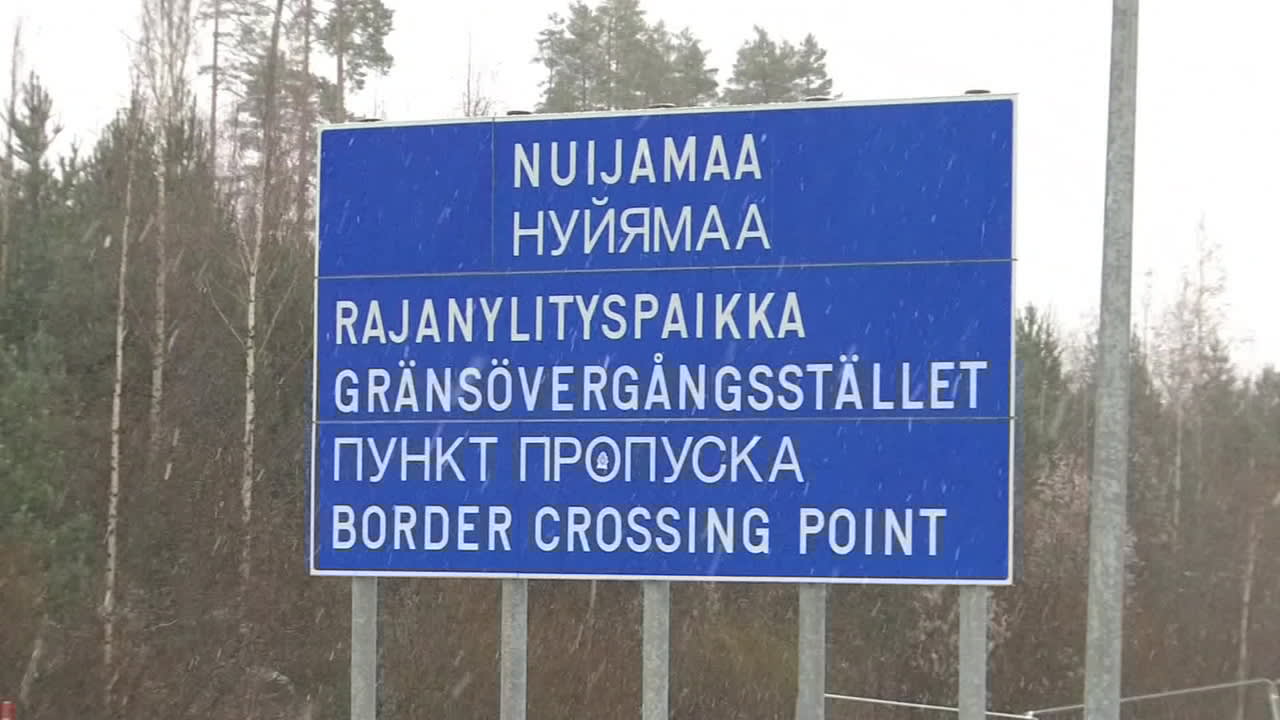 NUIJAMAA
НУЙЯМАА
RAJANYLITYSPAIKKA
GRÄNSÖVERGÅNGSSTÄLLET
ПУНКТ ПРОПУСКА
BORDER CROSSING POINT